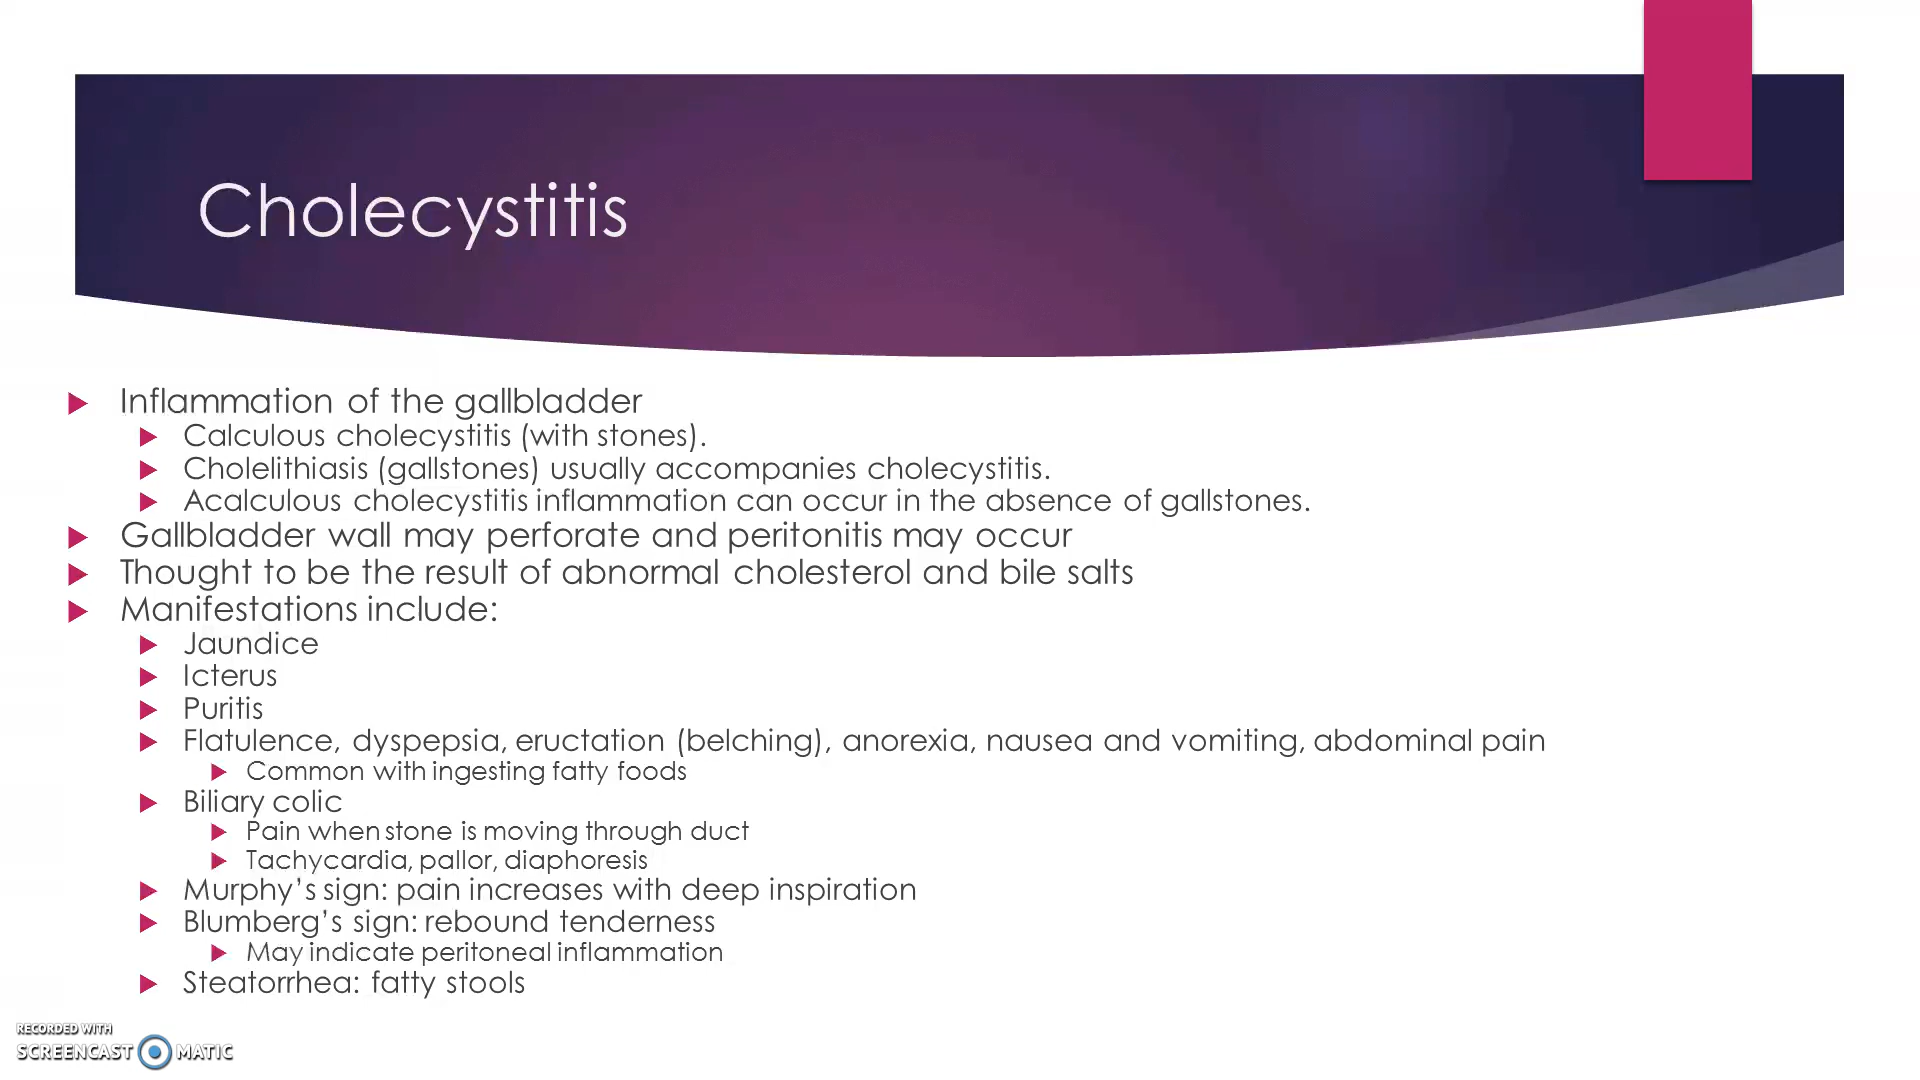 Cholecystitis
Inflammation of the gallbladder
Calculous cholecystitis (with stones).
Cholelithiasis (gallstones) usually accompanies cholecystitis.
Acalculous cholecystitis inflammation can occur in the absence of gallstones.
Gallbladder wall may perforate and peritonitis may occur
Thought to be the result of abnormal cholesterol and bile salts
Manifestations include:
Jaundice
Icterus
Puritis
Flatulence, dyspepsia, eructation (belching), anorexia, nausea and vomiting, abdominal pain
Common with ingesting fatty foods
Biliary colic
Pain when stone is moving through duct
Tachycardia, pallor, diaphoresis
Murphy’s sign: pain increases with deep inspiration
Blumberg’s sign: rebound tenderness
May indicate peritoneal inflammation
Steatorrhea: fatty stools
RECORDED WITH
SCREENCAST MATIC